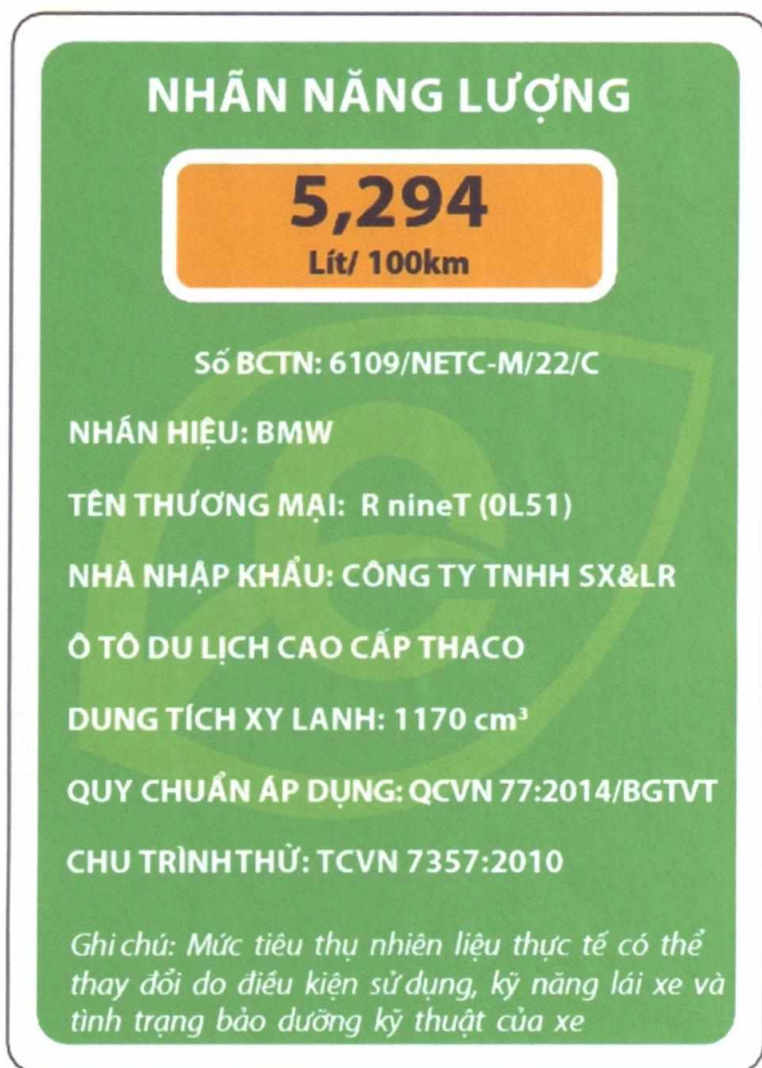 NHÃN NĂNG LƯỢNG
5,294
Lít/ 100km
Số BCTN: 6109/NETC-M/22/C
NHÃN HIỆU: BMW
TÊN THƯƠNG MẠI: R nineT (0L51)
NHÀ NHẬP KHẨU: CÔNG TY TNHH SX&LR
Ô TÔ DU LỊCH CAO CẤP THACO
DUNG TÍCH XY LANH: 1170 cm³
QUY CHUẨN ÁP DỤNG: QCVN 77:2014/BGTVT
CHU TRÌNH THỬ: TCVN 7357:2010
Ghi chú: Mức tiêu thụ nhiên liệu thực tế có thể
thay đổi do điều kiện sử dụng, kỹ năng lái xe và
tình trạng bảo dưỡng kỹ thuật của xe